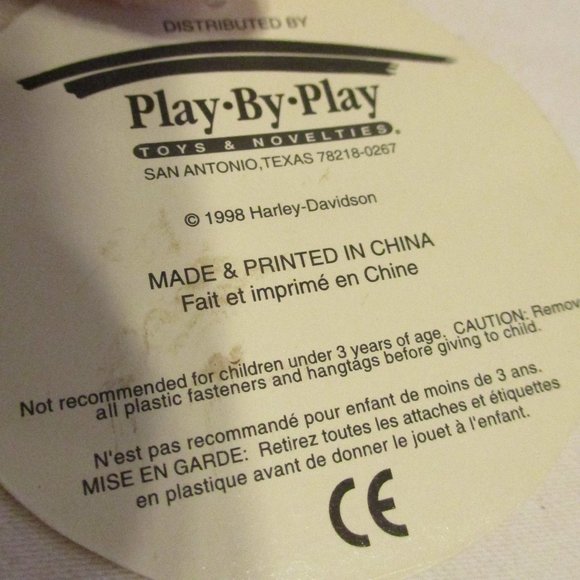 DISTRIBUTED BY
Play·By·Play
TOYS & NOVELTIES®
SAN ANTONIO, TEXAS 78218-0267
© 1998 Harley-Davidson
MADE & PRINTED IN CHINA
Fait et imprimé en Chine
Not recommended for children under 3 years of age. CAUTION: Remov
all plastic fasteners and hangtags before giving to child.
N'est pas recommandé pour enfant de moins de 3 ans.
MISE EN GARDE: Retirez toutes les attaches et étiquettes
en plastique avant de donner le jouet à l'enfant.
CE